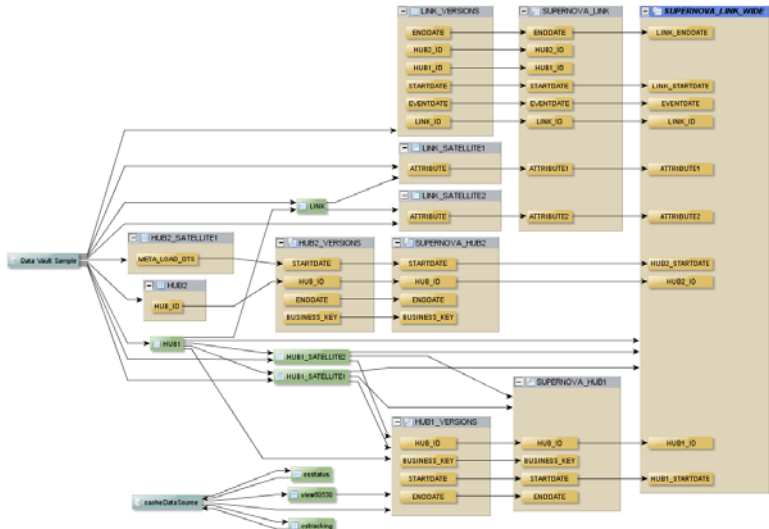 LINK_VERSIONS
ENDDATE
HUB2_ID
HUB1_ID
STARTDATE
EVENTDATE
LINK_ID
SUPERNOVA_LINK
ENDDATE
HUB2_ID
HUB1_ID
STARTDATE
EVENTDATE
LINK_ID
ATTRIBUTE1
ATTRIBUTE2
SUPERNOVA_LINK_WIDE
LINK_ENDDATE
LINK_STARTDATE
EVENTDATE
LINK_ID
ATTRIBUTE1
ATTRIBUTE2
HUB2_STARTDATE
HUB2_ID
HUB1_ID
HUB1_STARTDATE
LINK_SATELLITE1
ATTRIBUTE
LINK_SATELLITE2
ATTRIBUTE
LINK
Data Vault Sample
HUB2_SATELLITE1
META_LOAD_DTS
HUB2
HUB_ID
HUB2_VERSIONS
STARTDATE
HUB_ID
ENDDATE
BUSINESS_KEY
SUPERNOVA_HUB2
STARTDATE
HUB_ID
ENDDATE
BUSINESS_KEY
HUB1
HUB1_SATELLITE2
HUB1_SATELLITE1
SUPERNOVA_HUB1
HUB_ID
BUSINESS_KEY
STARTDATE
ENDDATE
HUB1_VERSIONS
HUB_ID
BUSINESS_KEY
STARTDATE
ENDDATE
cacheDataSource
csstatus
cstracking